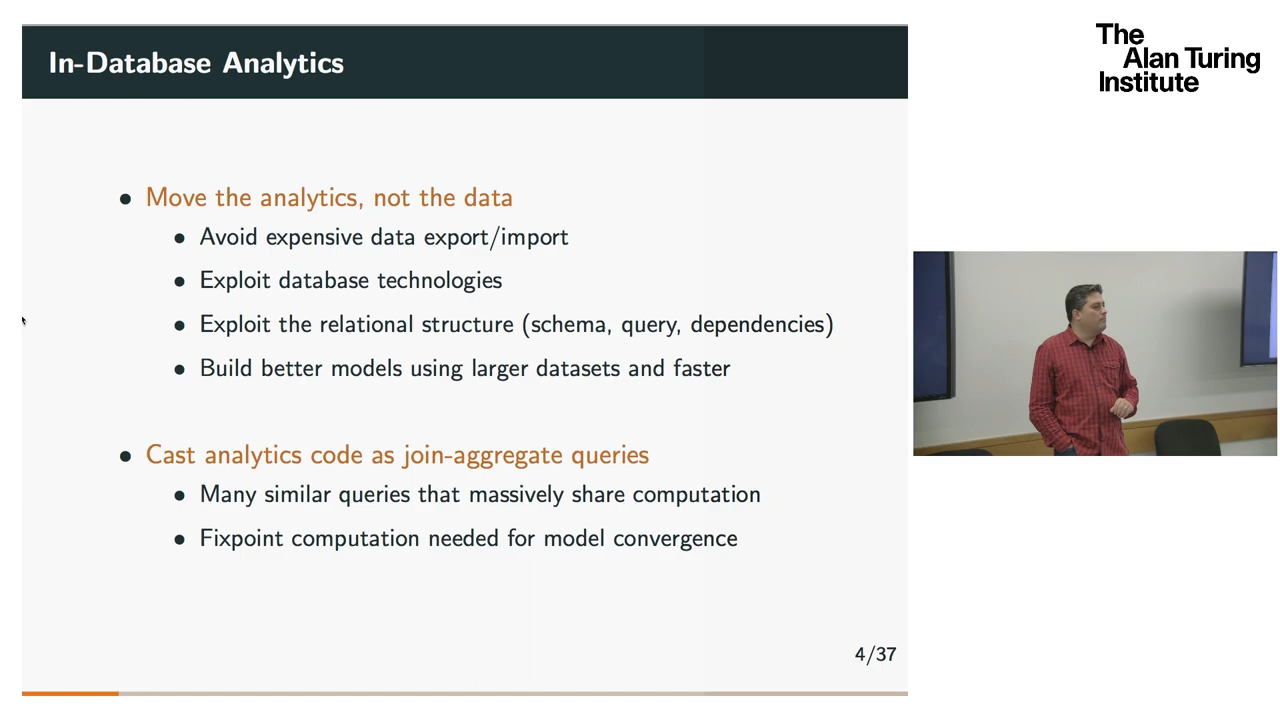 In-Database Analytics
The
Alan Turing
Institute
• Move the analytics, not the data
• Avoid expensive data export/import
• Exploit database technologies
• Exploit the relational structure (schema, query, dependencies)
• Build better models using larger datasets and faster
• Cast analytics code as join-aggregate queries
• Many similar queries that massively share computation
• Fixpoint computation needed for model convergence
4/37